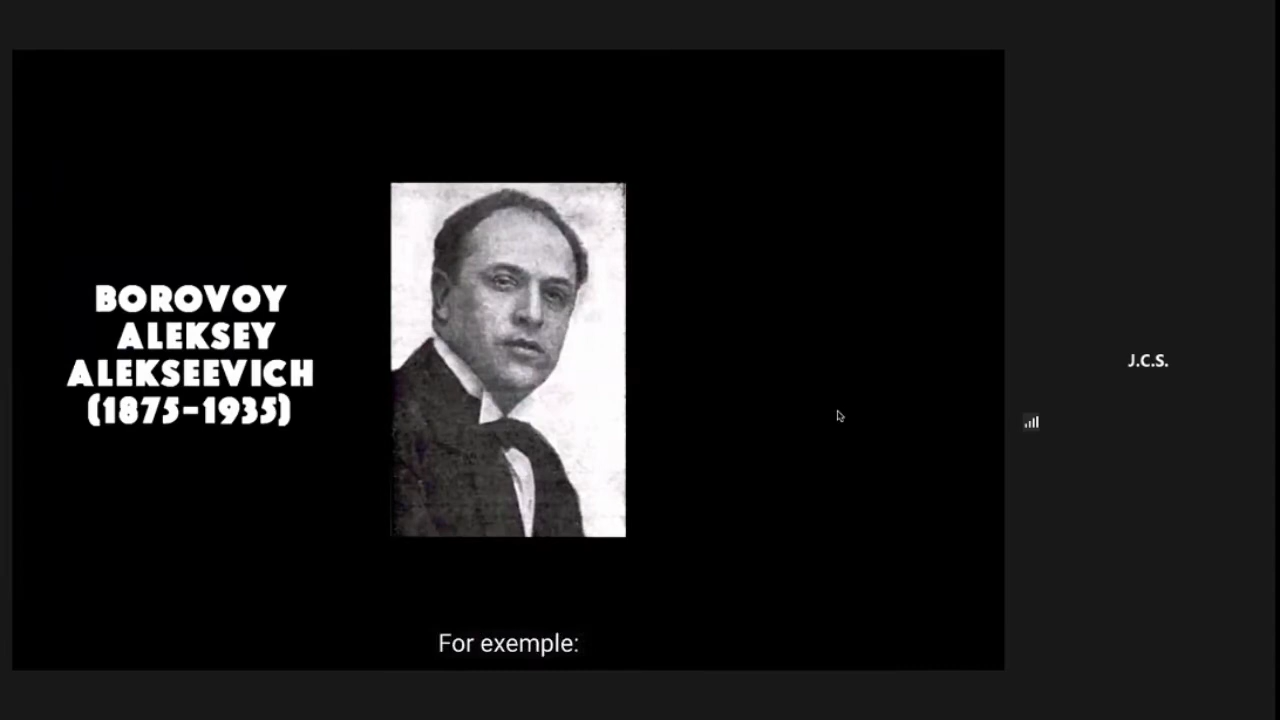 BOROVOY
ALEKSEY
ALEKSEEVICH
(1875-1935)
J.C.S.
For exemple: